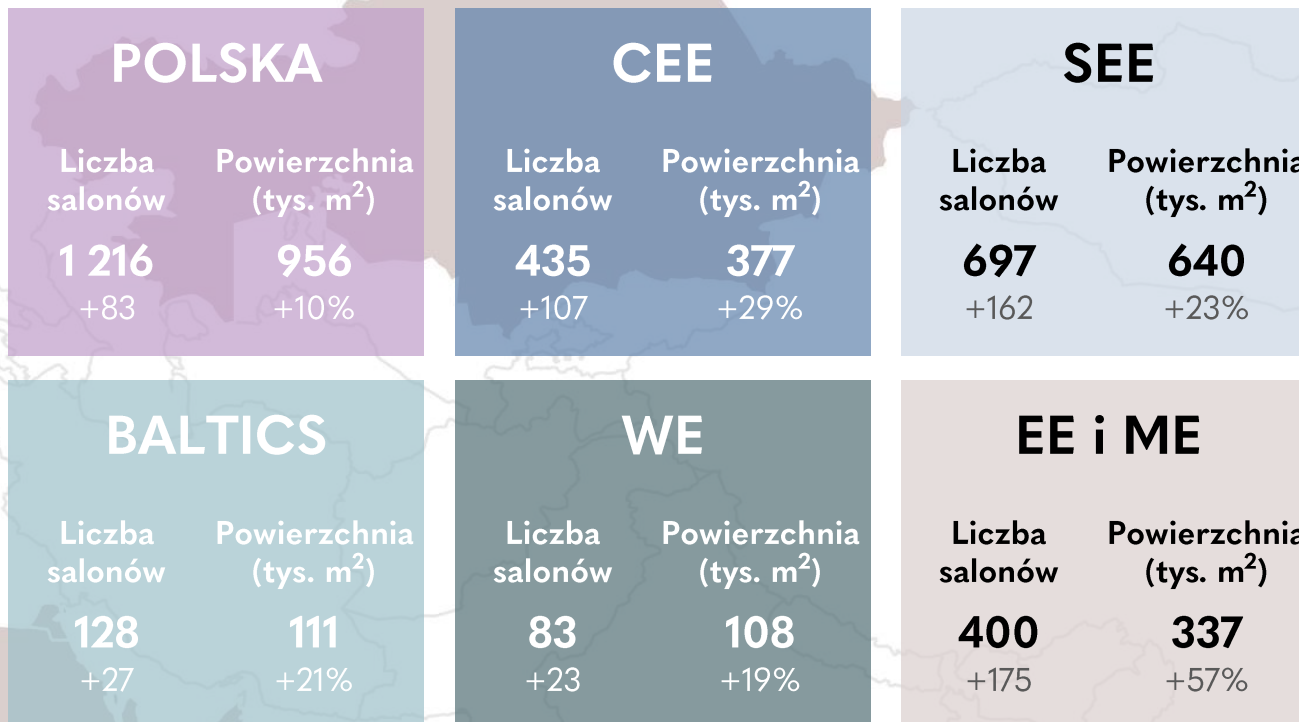 POLSKA
Liczba salonów
Powierzchnia (tys. m²)
1 216
956
+83
+10%
CEE
Liczba salonów
Powierzchnia (tys. m²)
435
377
+107
+29%
SEE
Liczba salonów
Powierzchnia (tys. m²)
697
640
+162
+23%
BALTICS
Liczba salonów
Powierzchnia (tys. m²)
128
111
+27
+21%
WE
Liczba salonów
Powierzchnia (tys. m²)
83
108
+23
+19%
EE i ME
Liczba salonów
Powierzchnia (tys. m²)
400
337
+175
+57%